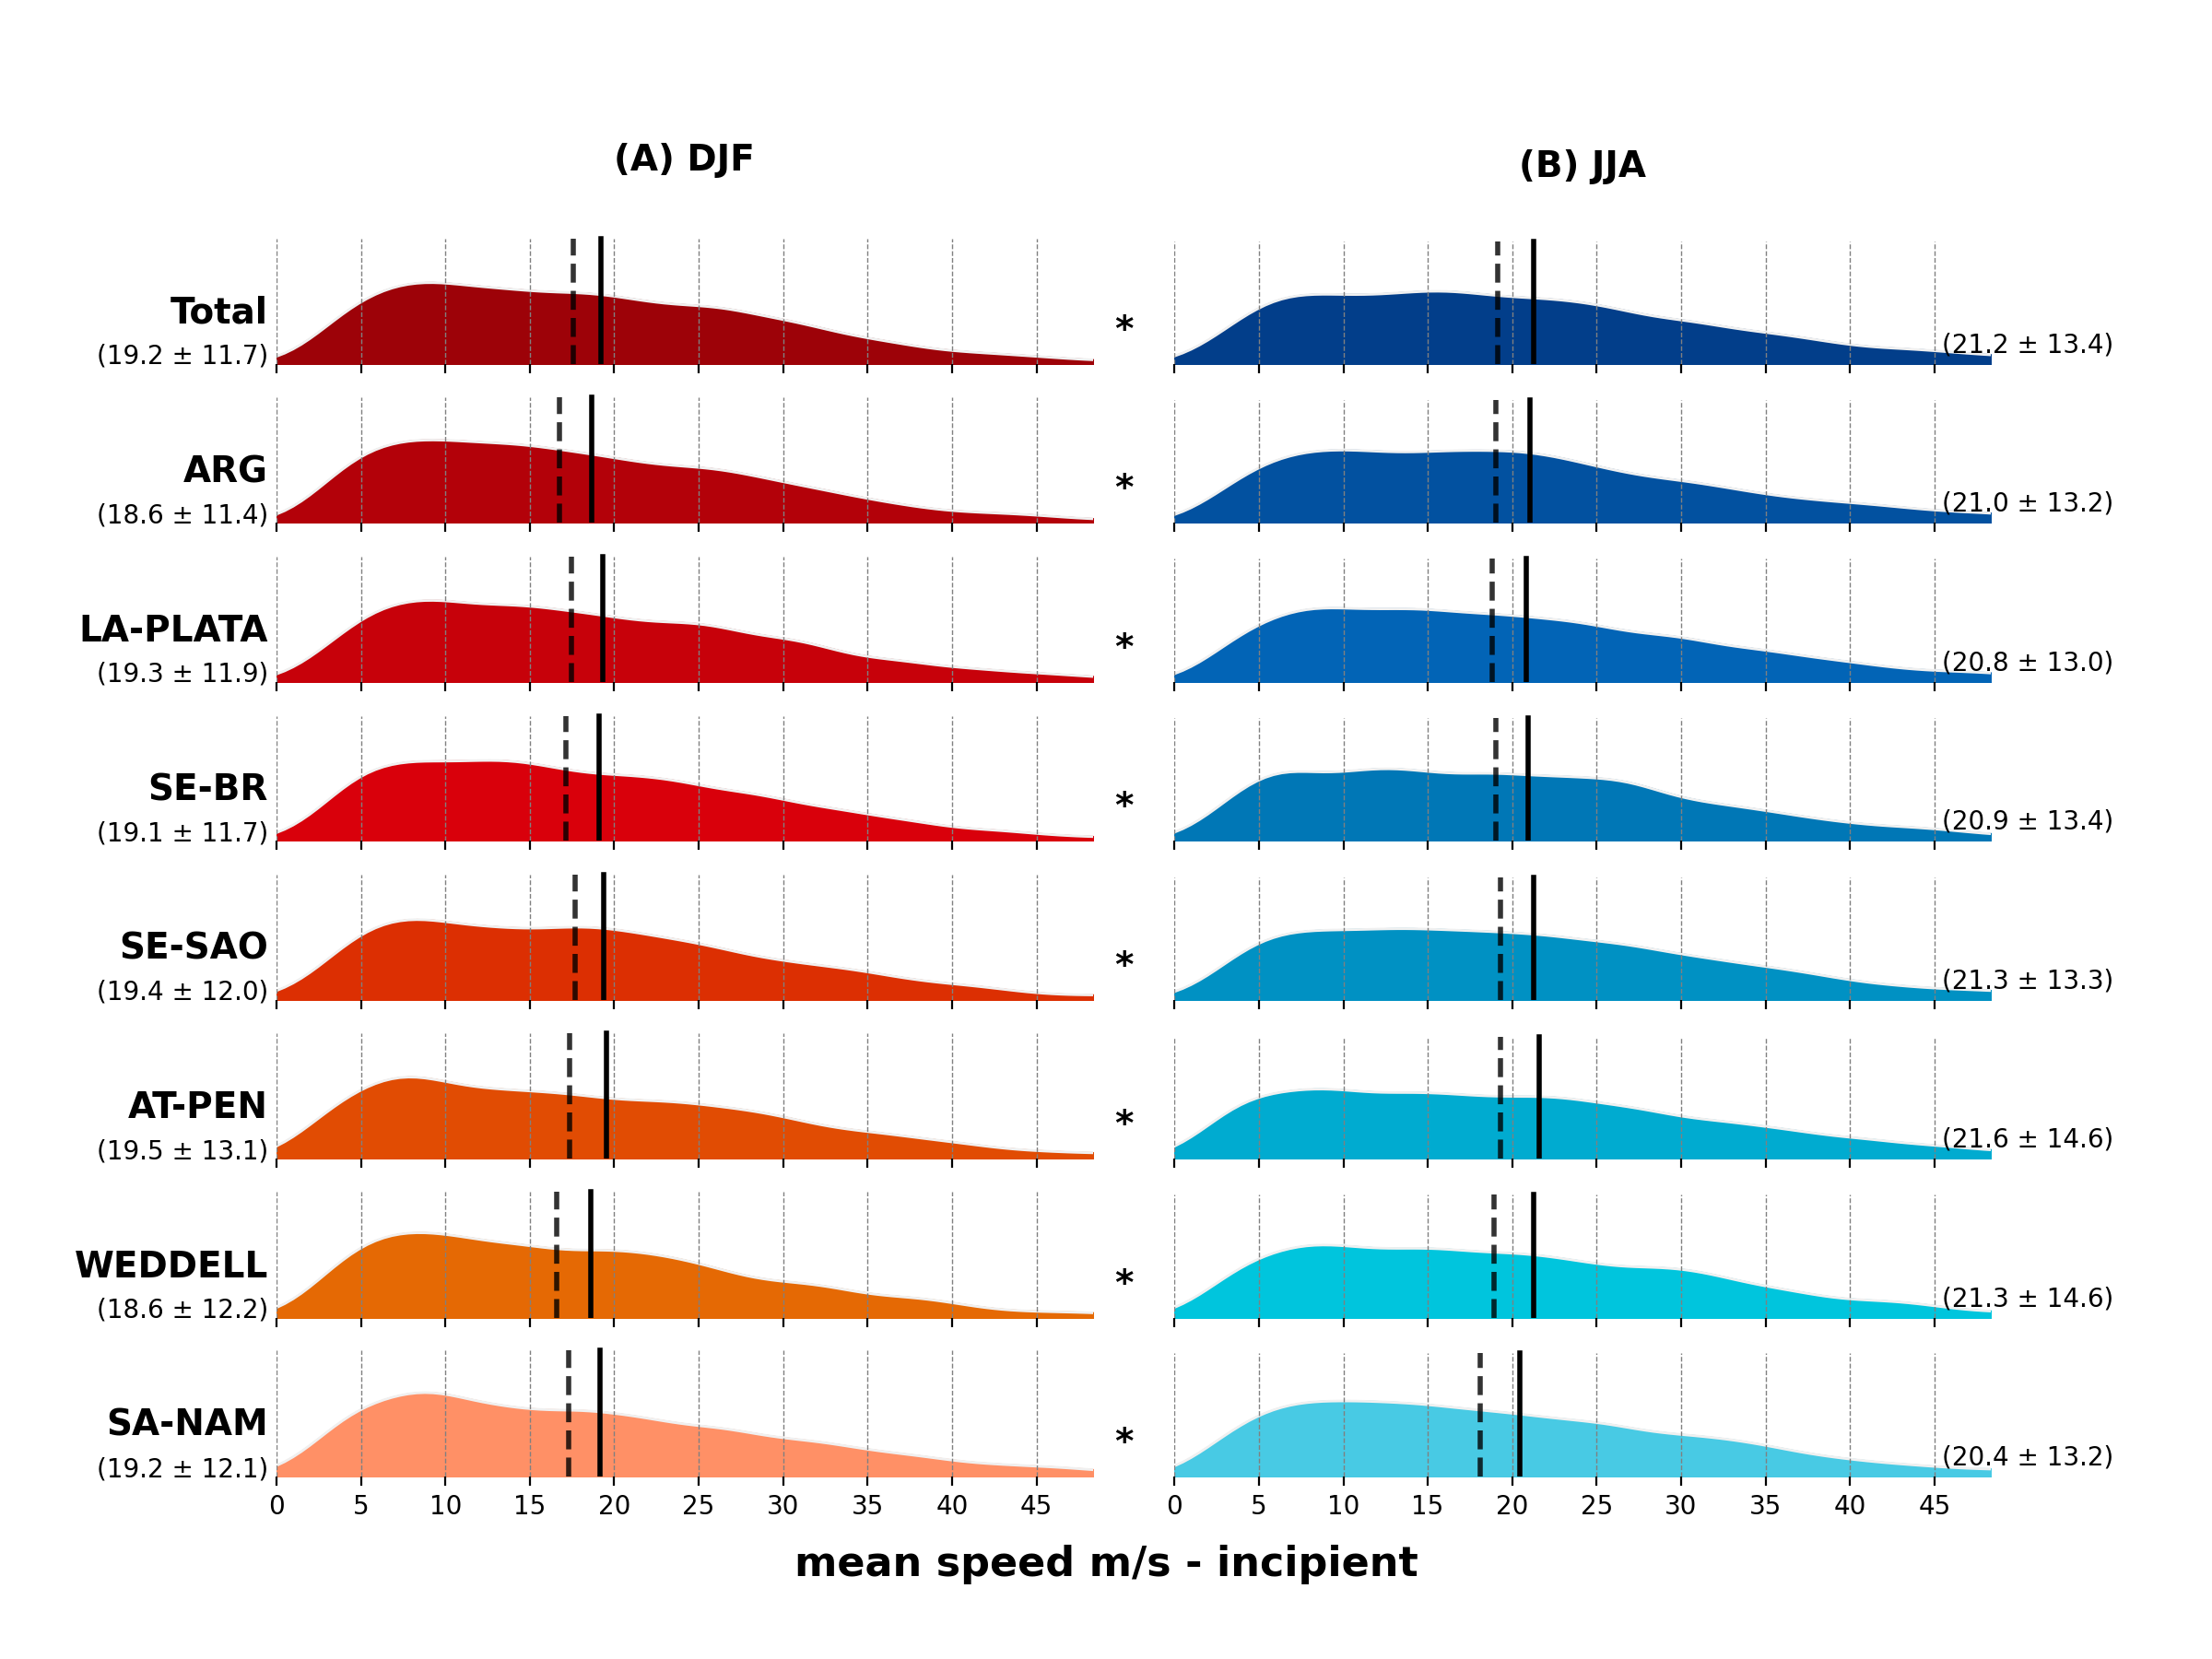 (A) DJF
(B) JJA
Total
(19.2 ± 11.7)
*
(21.2 ± 13.4)
ARG
(18.6 ± 11.4)
*
(21.0 ± 13.2)
LA-PLATA
(19.3 ± 11.9)
*
(20.8 ± 13.0)
SE-BR
(19.1 ± 11.7)
*
(20.9 ± 13.4)
SE-SAO
(19.4 ± 12.0)
*
(21.3 ± 13.3)
AT-PEN
(19.5 ± 13.1)
*
(21.6 ± 14.6)
WEDDELL
(18.6 ± 12.2)
*
(21.3 ± 14.6)
SA-NAM
(19.2 ± 12.1)
*
(20.4 ± 13.2)
0 5 10 15 20 25 30 35 40 45
0 5 10 15 20 25 30 35 40 45
mean speed m/s - incipient